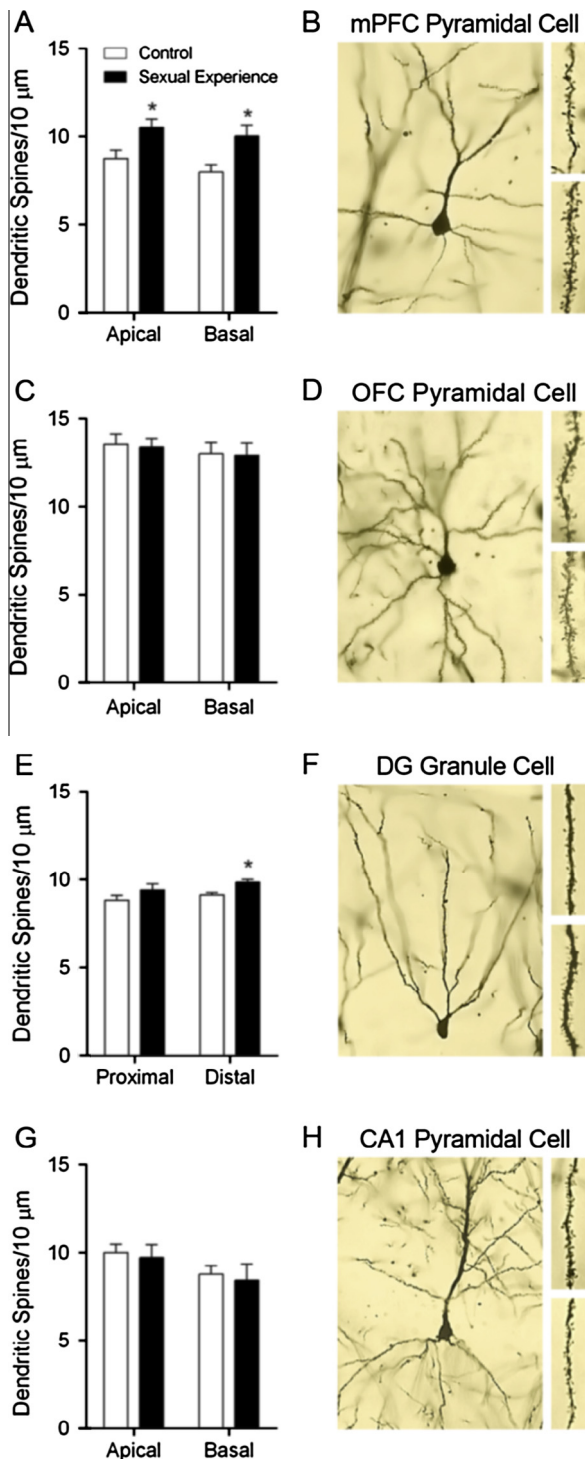 A
Control
Sexual Experience
Dendritic Spines/10 μm
15
10
5
0
*
*
Apical
Basal
B
mPFC Pyramidal Cell
C
Dendritic Spines/10 μm
15
10
5
0
Apical
Basal
D
OFC Pyramidal Cell
E
Dendritic Spines/10 μm
15
10
5
0
*
Proximal
Distal
F
DG Granule Cell
G
Dendritic Spines/10 μm
15
10
5
0
Apical
Basal
H
CA1 Pyramidal Cell